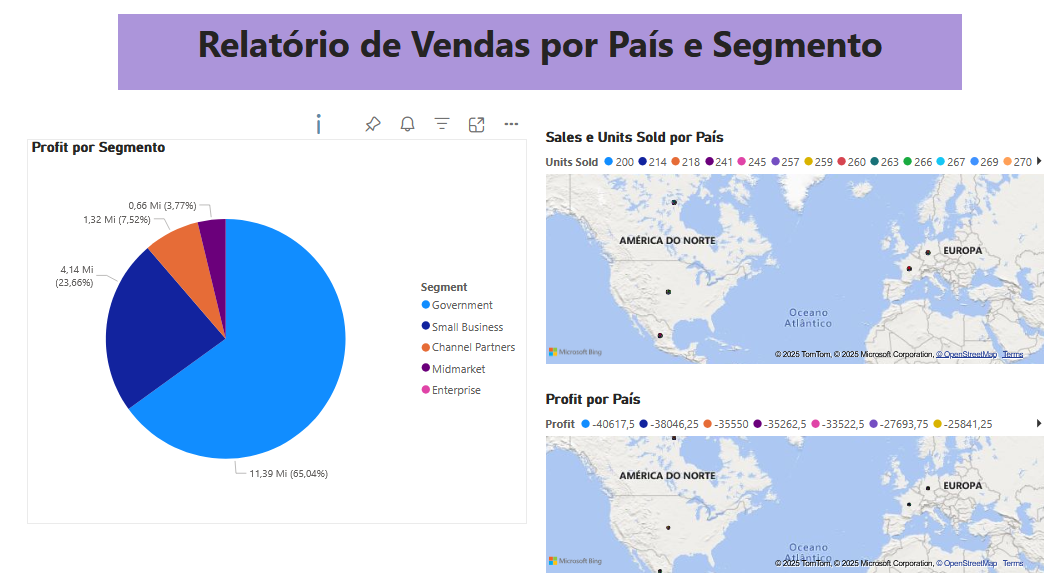 Relatório de Vendas por País e Segmento
Profit por Segmento
0,66 Mi (3,77%)
1,32 Mi (7,52%)
4,14 Mi
(23,66%)
11,39 Mi (65,04%)
Segment
Government
Small Business
Channel Partners
Midmarket
Enterprise
Sales e Units Sold por País
Units Sold 200 214 218 241 245 257 259 260 263 266 267 269 270
AMÉRICA DO NORTE
EUROPA
Oceano
Atlântico
Microsoft Bing
© 2025 TomTom, © 2025 Microsoft Corporation, © OpenStreetMap Terms
Profit por País
Profit -40617,5 -38046,25 -35550 -35262,5 -33522,5 -27693,75 -25841,25
AMÉRICA DO NORTE
EUROPA
Oceano
Atlântico
Microsoft Bing
© 2025 TomTom, © 2025 Microsoft Corporation, © OpenStreetMap Terms